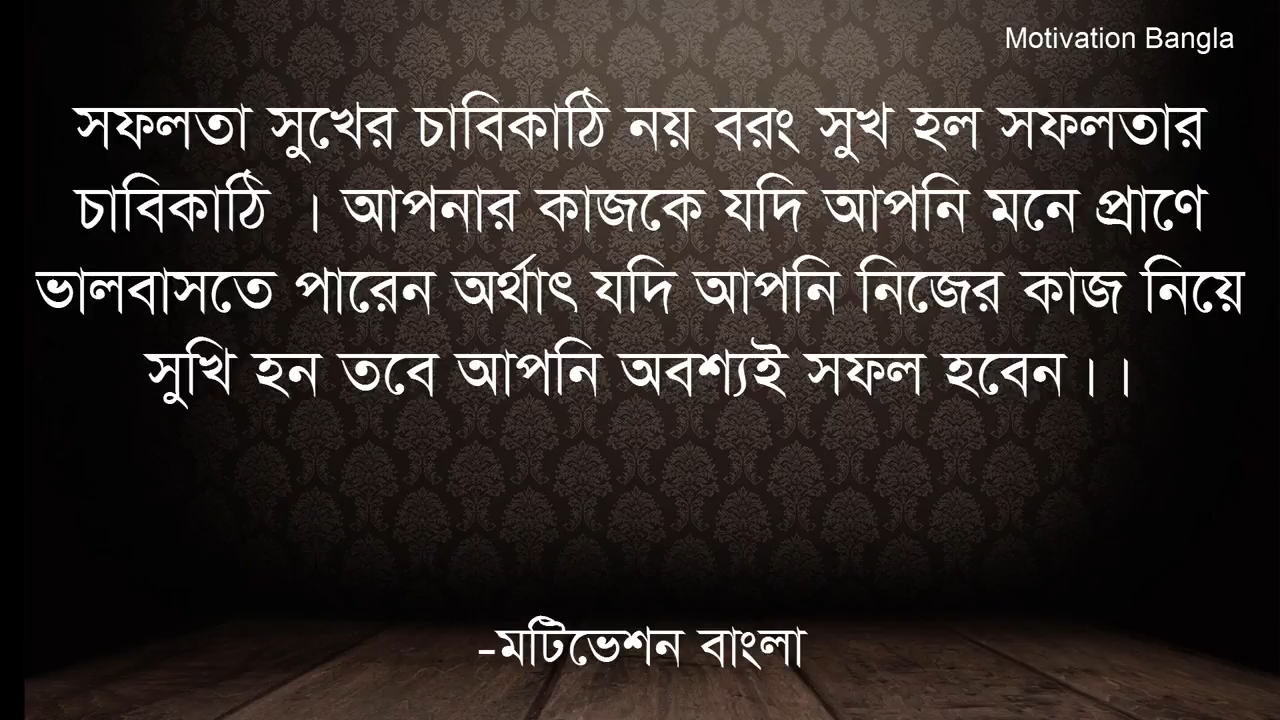 Motivation Bangla
সফলতা সুখের চাবিকাঠি নয় বরং সুখ হল সফলতার
চাবিকাঠি । আপনার কাজকে যদি আপনি মনে প্রাণে
ভালবাসতে পারেন অর্থাৎ যদি আপনি নিজের কাজ নিয়ে
সুখি হন তবে আপনি অবশ্যই সফল হবেন।।
-মটিভেশন বাংলা